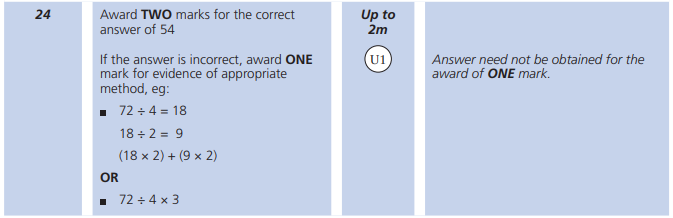 24
Award TWO marks for the correct
answer of 54
If the answer is incorrect, award ONE
mark for evidence of appropriate
method, eg:
■ 72 ÷ 4 = 18
18 ÷ 2 = 9
(18 × 2) + (9 × 2)
OR
■ 72 ÷ 4 × 3
Up to
2m
U1
Answer need not be obtained for the
award of ONE mark.